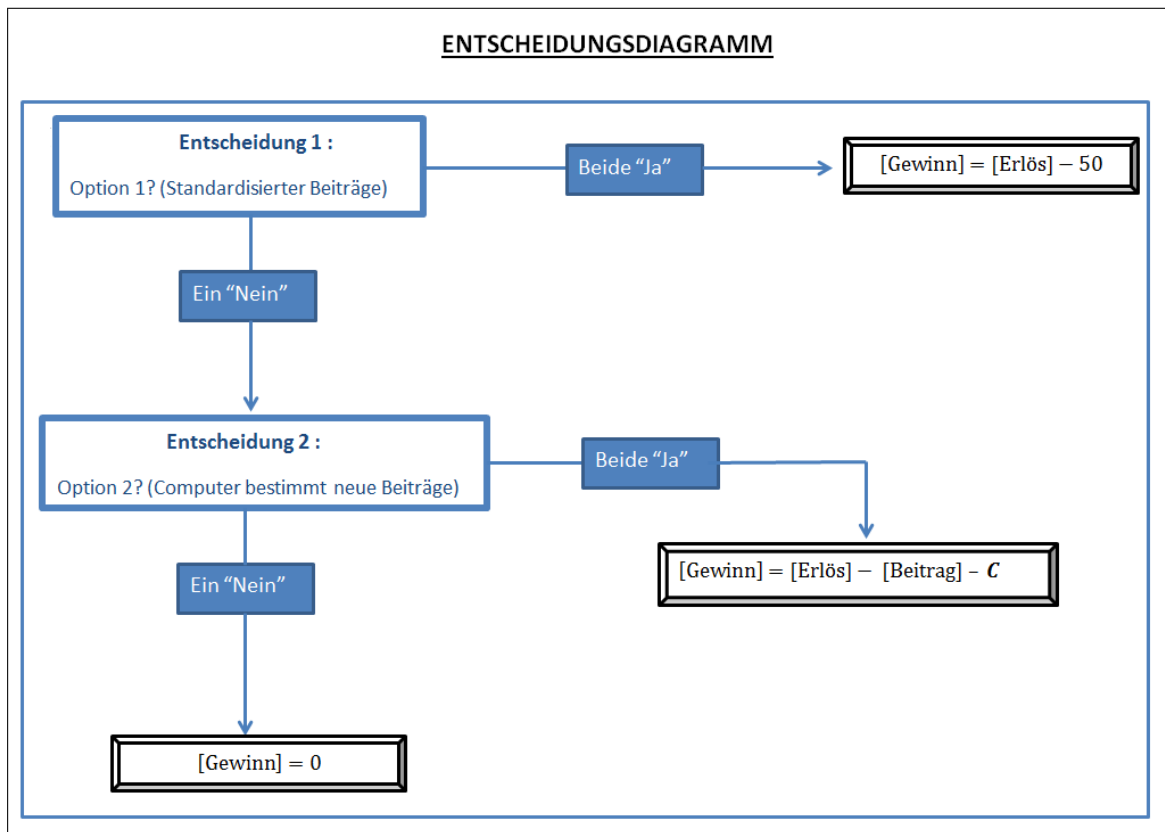 ENTSCHEIDUNGSDIAGRAMM
Entscheidung 1 :
Option 1? (Standardisierter Beiträge)
Beide “Ja”
[Gewinn] = [Erlös] − 50
Ein “Nein”
Entscheidung 2 :
Option 2? (Computer bestimmt neue Beiträge)
Beide “Ja”
[Gewinn] = [Erlös] − [Beitrag] – C
Ein “Nein”
[Gewinn] = 0